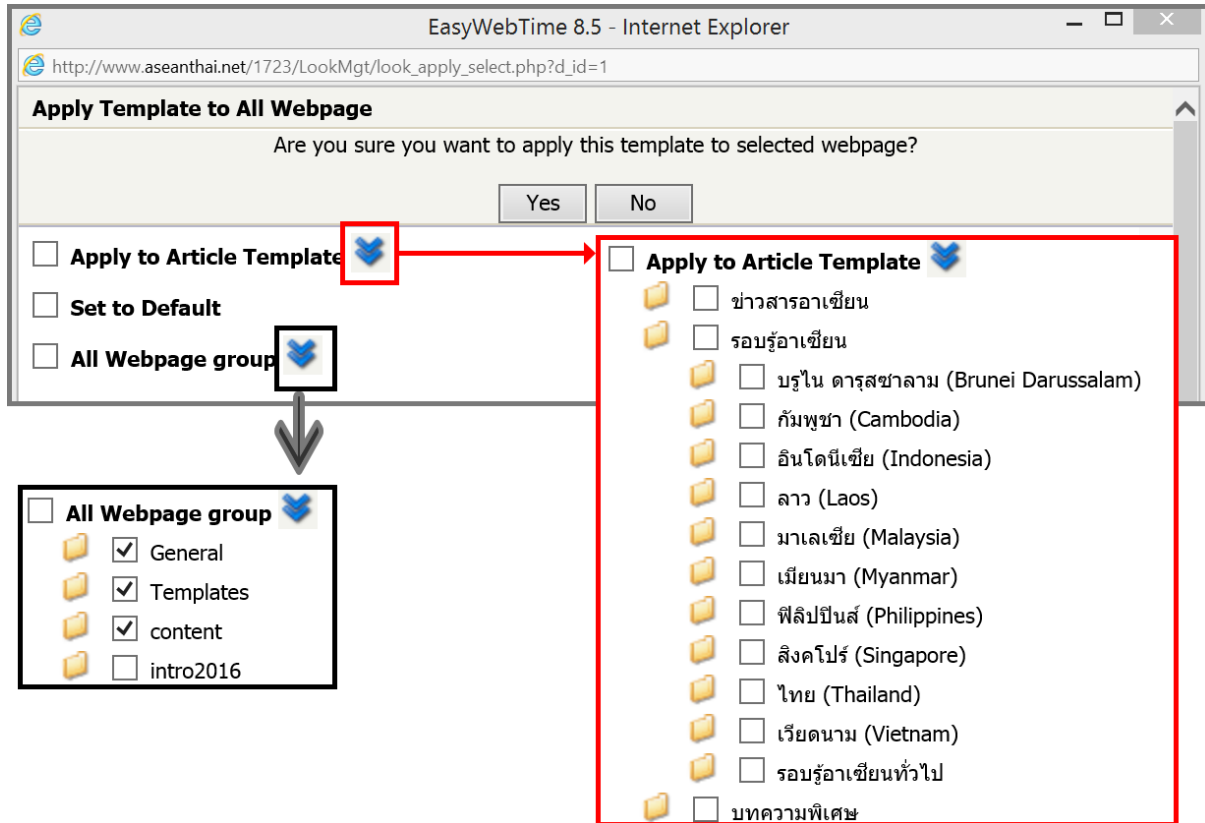 EasyWebTime 8.5 - Internet Explorer
http://www.aseanthai.net/1723/LookMgt/look_apply_select.php?d_id=1
Apply Template to All Webpage
Are you sure you want to apply this template to selected webpage?
Yes No
Apply to Article Template
Set to Default
All Webpage group
All Webpage group
General
Templates
content
intro2016
Apply to Article Template
ข่าวสารอาเซียน
รอบรู้อาเซียน
บรูไน ดารุสซาลาม (Brunei Darussalam)
กัมพูชา (Cambodia)
อินโดนีเซีย (Indonesia)
ลาว (Laos)
มาเลเซีย (Malaysia)
เมียนมา (Myanmar)
ฟิลิปปินส์ (Philippines)
สิงคโปร์ (Singapore)
ไทย (Thailand)
เวียดนาม (Vietnam)
รอบรู้อาเซียนทั่วไป
บทความพิเศษ